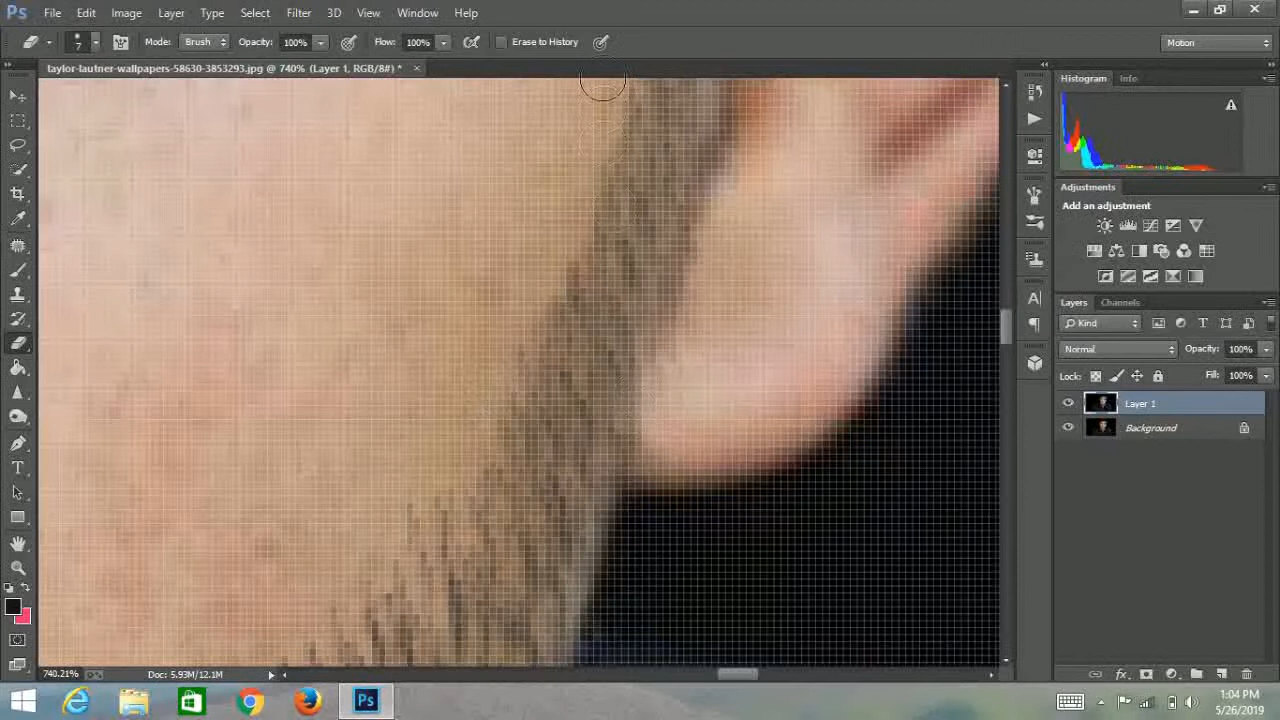 Ps File Edit Image Layer Type Select Filter 3D View Window Help
7 Mode: Brush Opacity: 100% Flow: 100% Erase to History Motion
taylor-lautner-wallpapers-58630-3853293.jpg @ 740% (Layer 1, RGB/8#) * ×
Histogram Info
Adjustments
Add an adjustment
Layers Channels
Kind
Normal Opacity: 100%
Lock: Fill: 100%
Layer 1
Background
740.21% Doc: 5.93M/12.1M
Ps 1:04 PM
5/26/2019